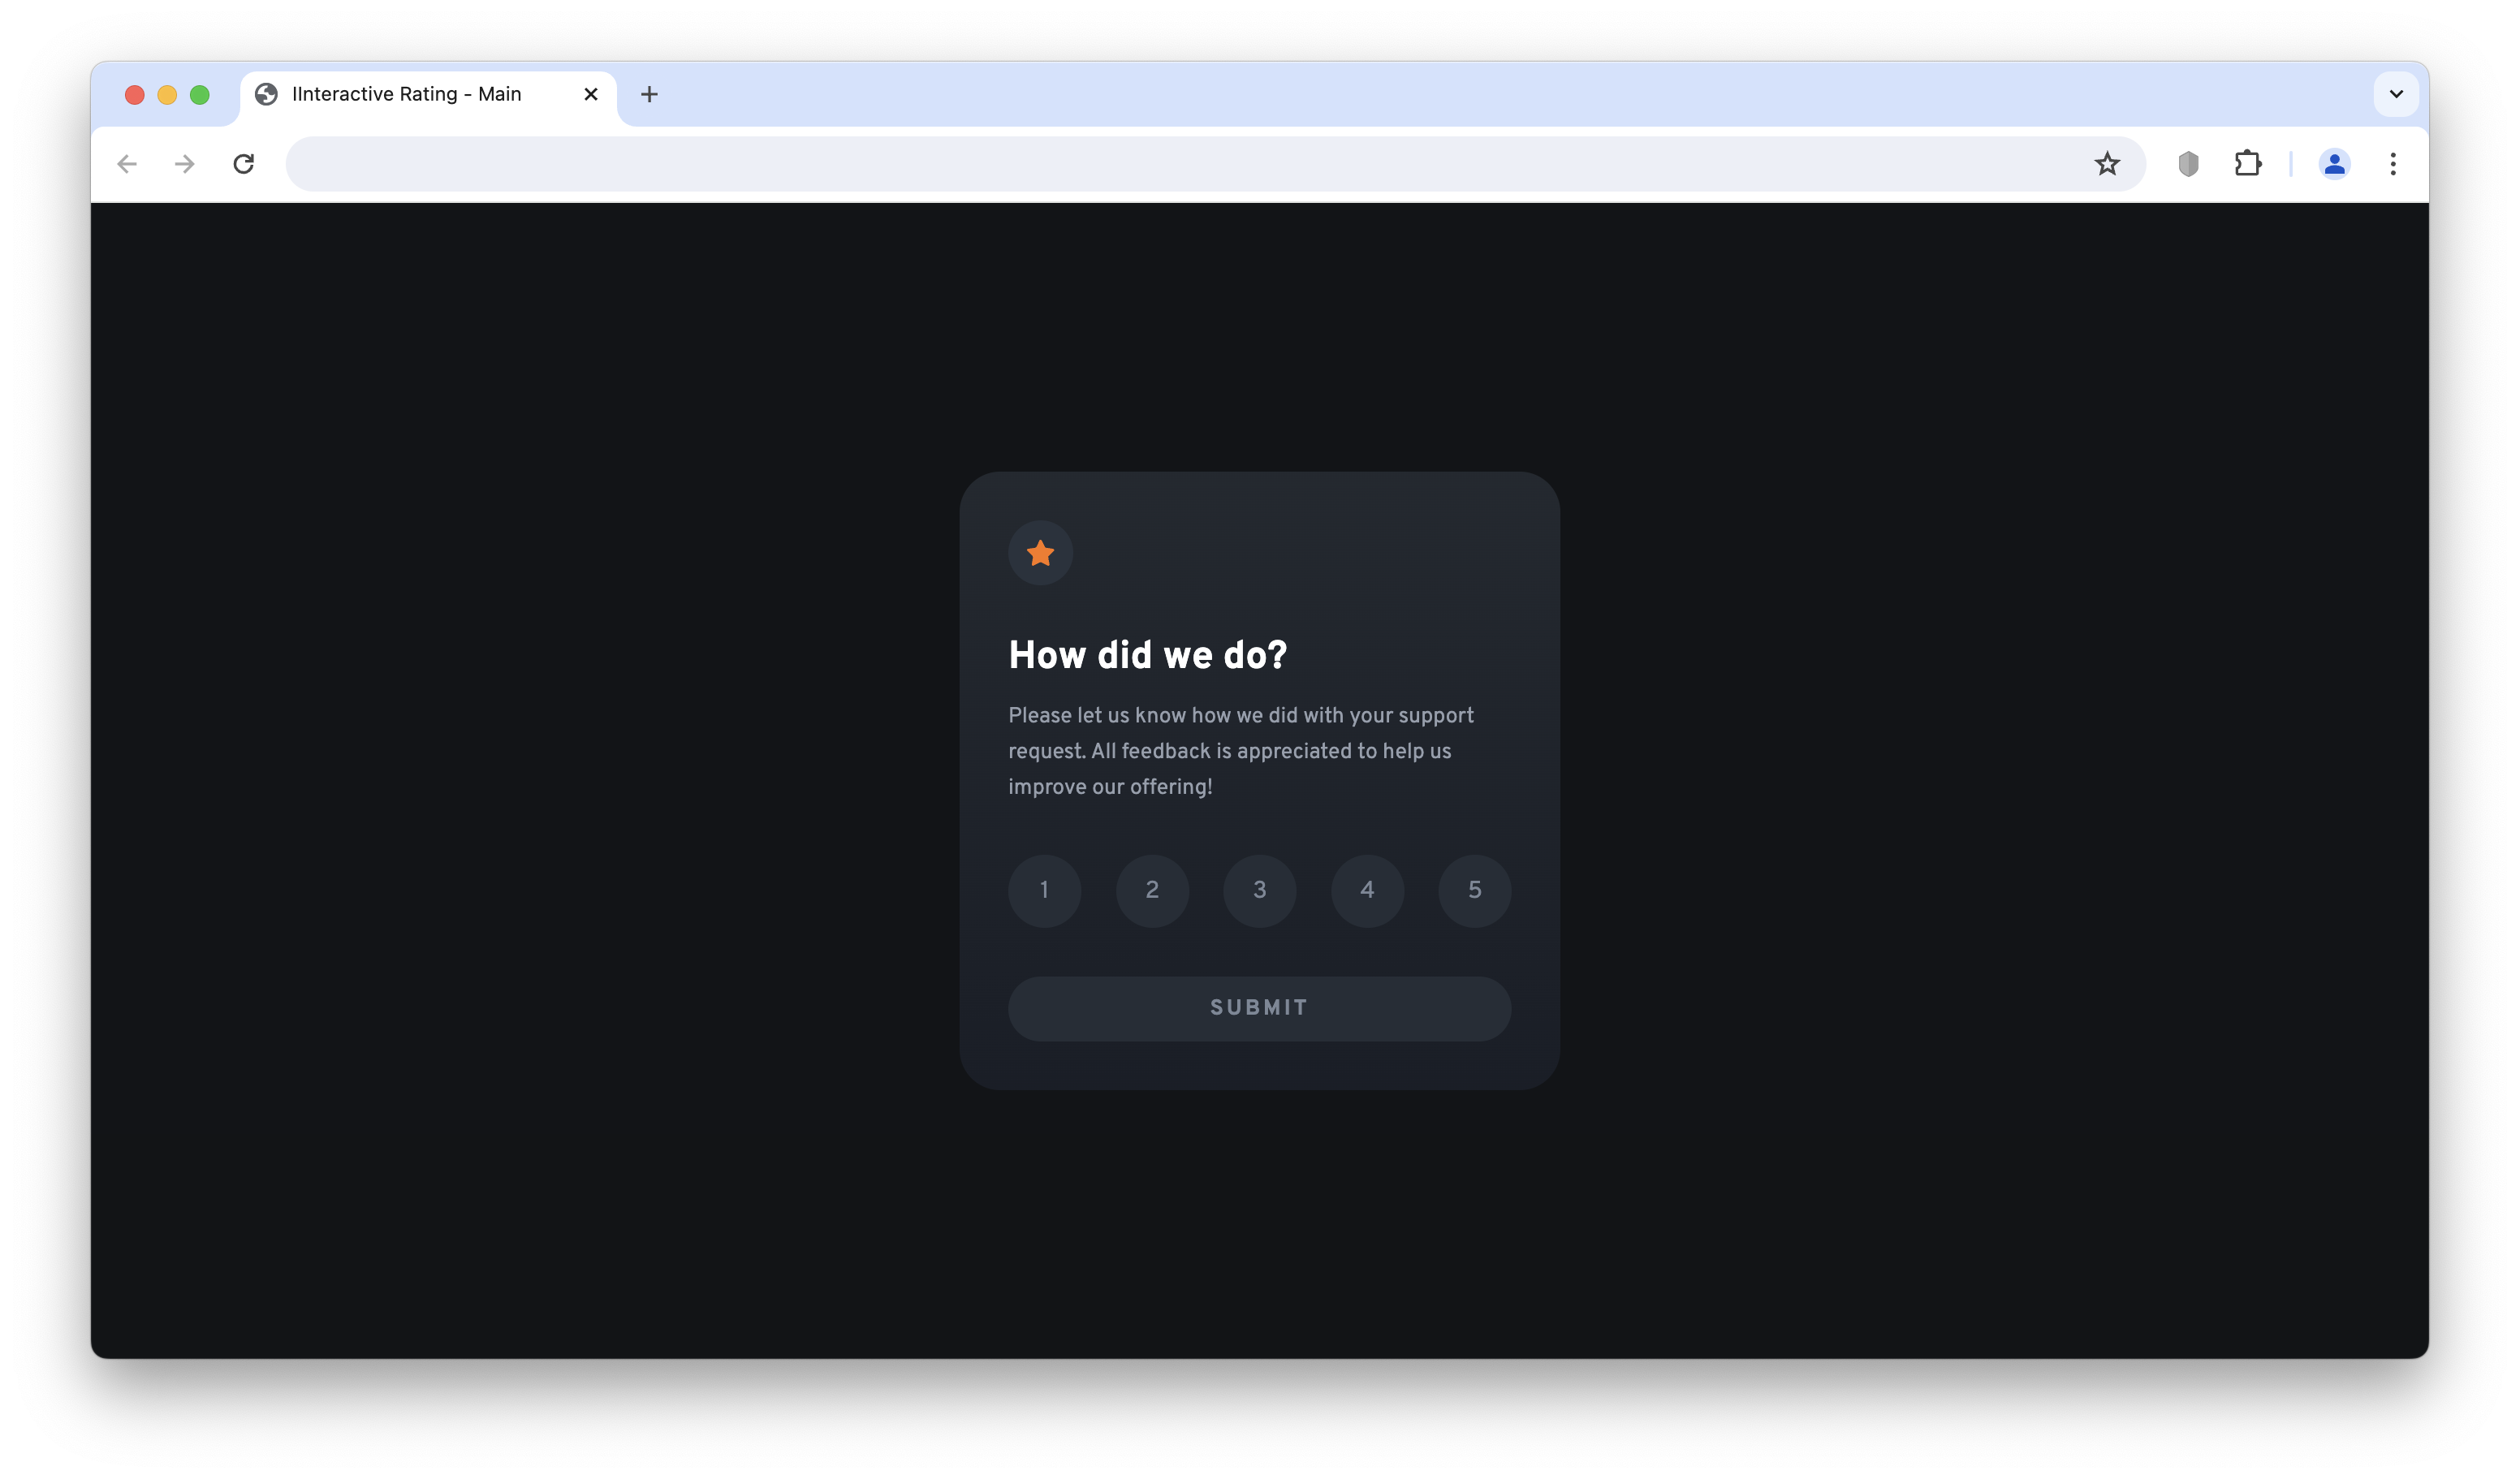 IInteractive Rating - Main
How did we do?
Please let us know how we did with your support
request. All feedback is appreciated to help us
improve our offering!
1 2 3 4 5
SUBMIT